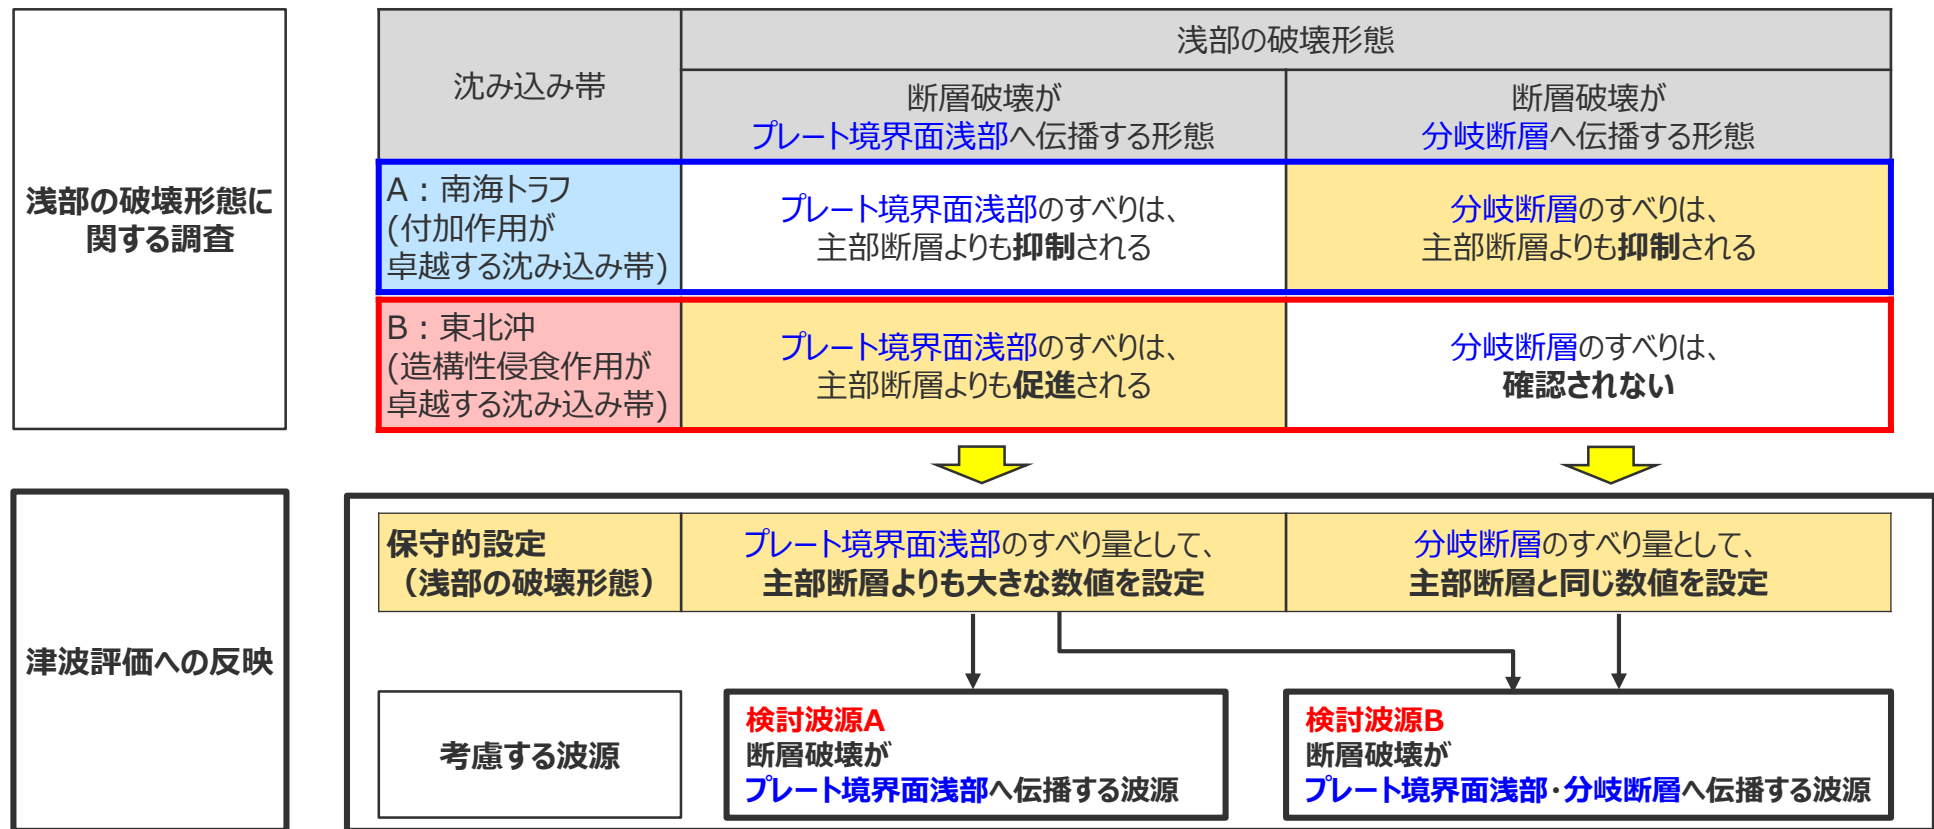 浅部の破壊形態に
関する調査
沈み込み帯
浅部の破壊形態
断層破壊が
プレート境界面浅部へ伝播する形態
断層破壊が
分岐断層へ伝播する形態
A：南海トラフ
(付加作用が
卓越する沈み込み帯)
プレート境界面浅部のすべりは、
主部断層よりも抑制される
分岐断層のすべりは、
主部断層よりも抑制される
B：東北沖
(造構性侵食作用が
卓越する沈み込み帯)
プレート境界面浅部のすべりは、
主部断層よりも促進される
分岐断層のすべりは、
確認されない
津波評価への反映
保守的設定
（浅部の破壊形態）
プレート境界面浅部のすべり量として、
主部断層よりも大きな数値を設定
分岐断層のすべり量として、
主部断層と同じ数値を設定
考慮する波源
検討波源A
断層破壊が
プレート境界面浅部へ伝播する波源
検討波源B
断層破壊が
プレート境界面浅部・分岐断層へ伝播する波源